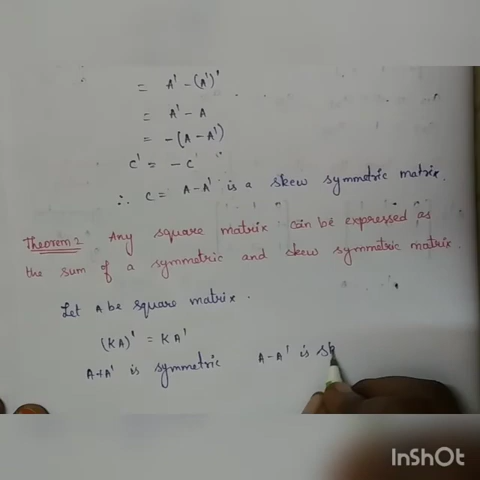 = A' - (A')'
= A' - A
= -(A - A')
C' = -C
∴ C = A-A' is a skew symmetric matrix.
Theorem 2 Any square matrix can be expressed as
the sum of a symmetric and skew symmetric matrix.
Let A be square matrix.
(KA)' = KA'
A+A' is symmetric A-A' is sk
InShOt